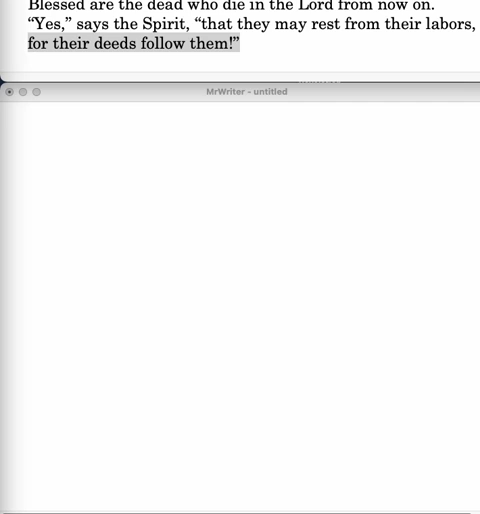 Blessed are the dead who die in the Lord from now on.
“Yes,” says the Spirit, “that they may rest from their labors,
for their deeds follow them!”
MrWriter - untitled